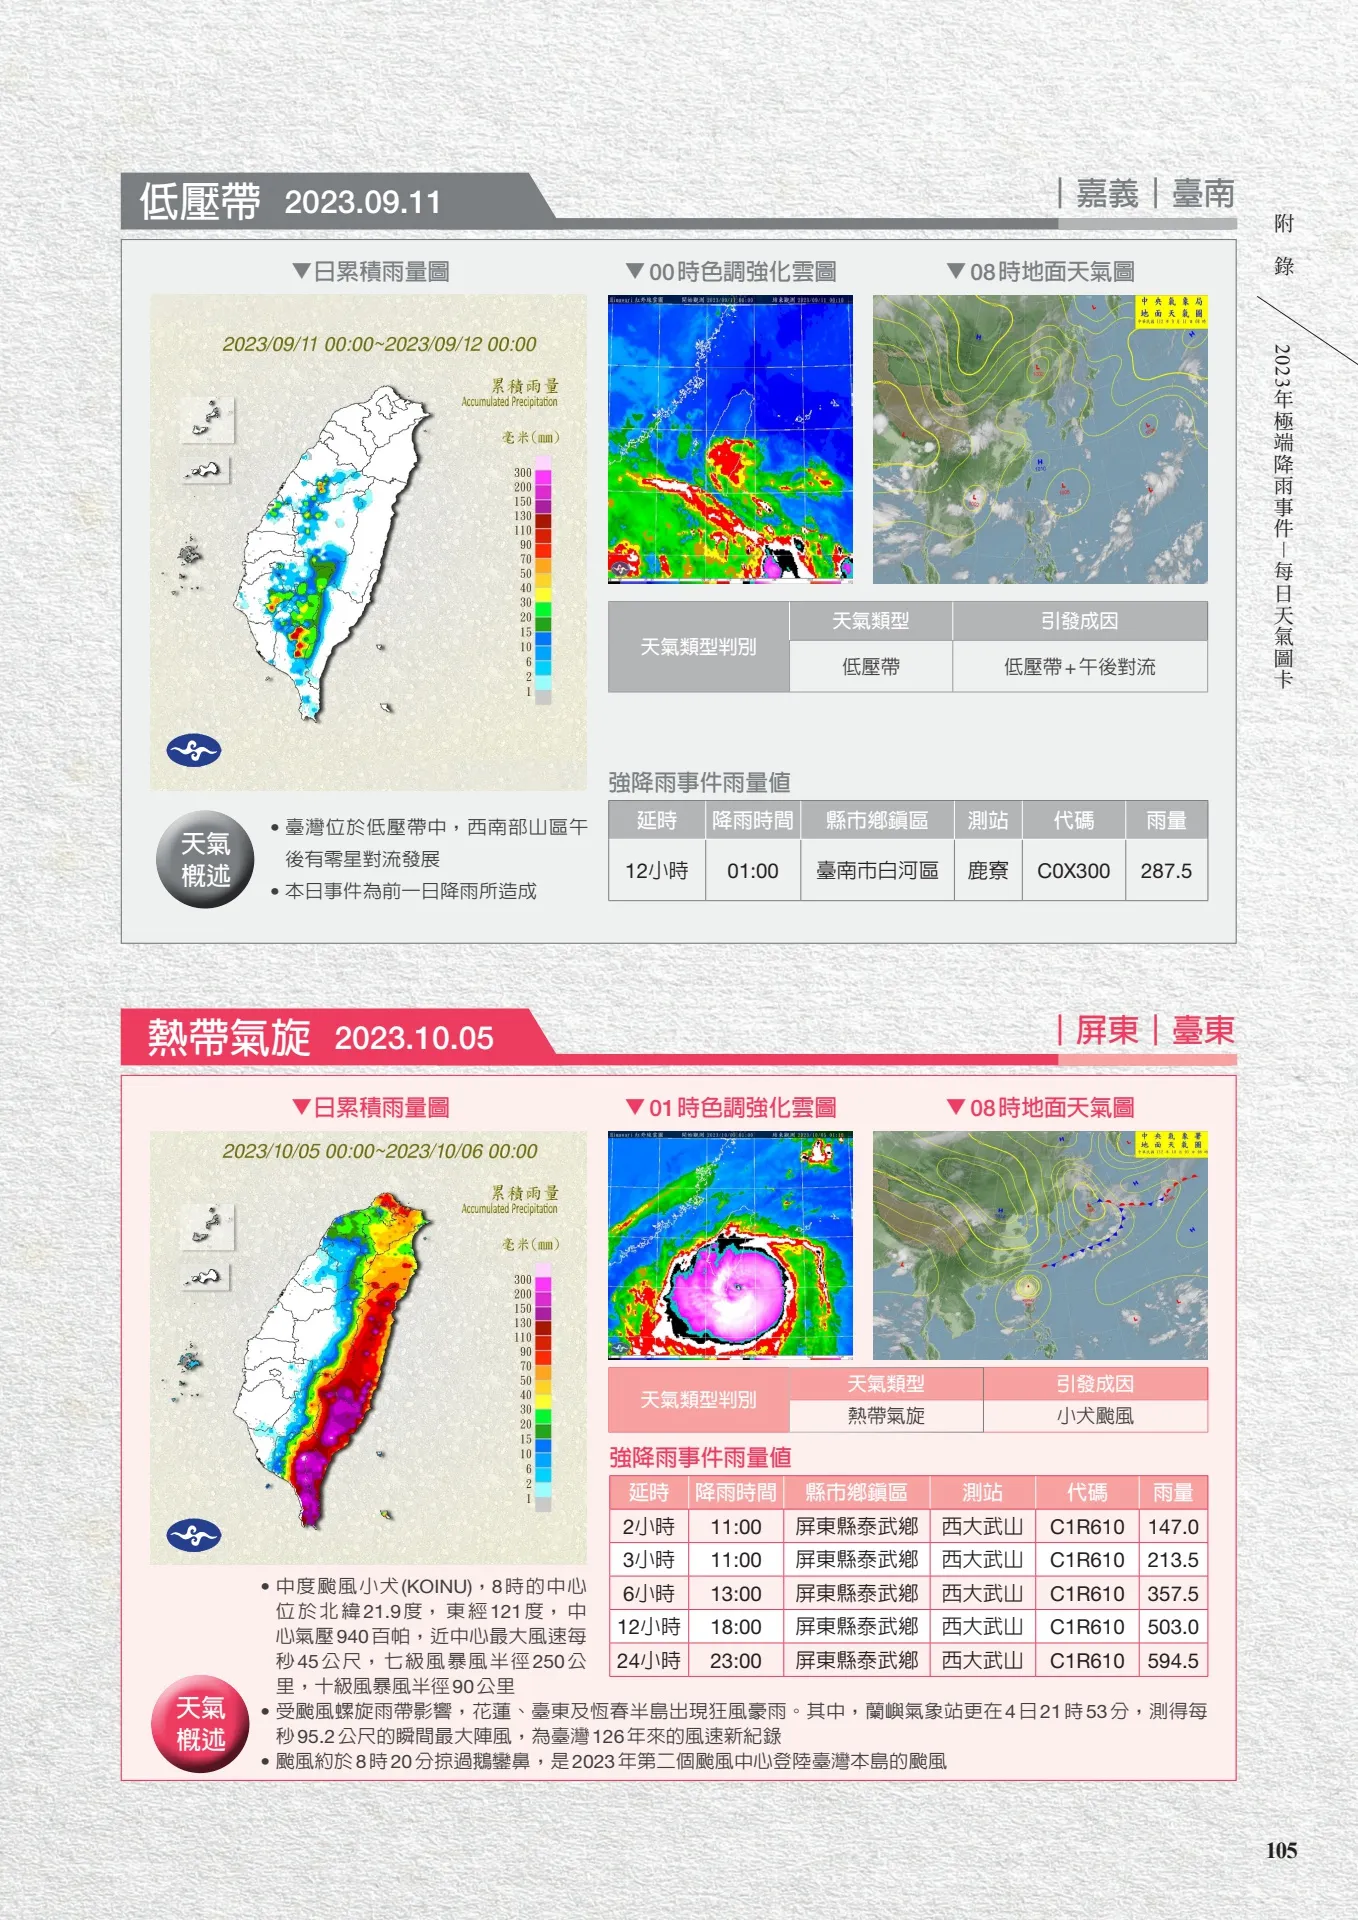 低壓帶 2023.09.11
｜嘉義｜臺南
▼日累積雨量圖
2023/09/11 00:00~2023/09/12 00:00
累積雨量
Accumulated Precipitation
毫米(mm)
300
200
150
130
110
90
70
50
40
30
20
15
10
6
2
1
▼00時色調強化雲圖
▼08時地面天氣圖
中央氣象局
地面天氣圖
天氣類型判別
天氣類型 引發成因
低壓帶 低壓帶+午後對流
強降雨事件雨量值
延時 降雨時間 縣市鄉鎮區 測站 代碼 雨量
12小時 01:00 臺南市白河區 鹿寮 C0X300 287.5
天氣
概述
•臺灣位於低壓帶中，西南部山區午
後有零星對流發展
•本日事件為前一日降雨所造成
熱帶氣旋 2023.10.05
｜屏東｜臺東
▼日累積雨量圖
2023/10/05 00:00~2023/10/06 00:00
累積雨量
Accumulated Precipitation
毫米(mm)
300
200
150
130
110
90
70
50
40
30
20
15
10
6
2
1
▼01時色調強化雲圖
▼08時地面天氣圖
中央氣象署
地面天氣圖
天氣類型判別
天氣類型 引發成因
熱帶氣旋 小犬颱風
強降雨事件雨量值
延時 降雨時間 縣市鄉鎮區 測站 代碼 雨量
2小時 11:00 屏東縣泰武鄉 西大武山 C1R610 147.0
3小時 11:00 屏東縣泰武鄉 西大武山 C1R610 213.5
6小時 13:00 屏東縣泰武鄉 西大武山 C1R610 357.5
12小時 18:00 屏東縣泰武鄉 西大武山 C1R610 503.0
24小時 23:00 屏東縣泰武鄉 西大武山 C1R610 594.5
天氣
概述
•中度颱風小犬(KOINU)，8時的中心
位於北緯21.9度，東經121度，中
心氣壓940百帕，近中心最大風速每
秒45公尺，七級風暴風半徑250公
里，十級風暴風半徑90公里
•受颱風螺旋雨帶影響，花蓮、臺東及恆春半島出現狂風豪雨。其中，蘭嶼氣象站更在4日21時53分，測得每
秒95.2公尺的瞬間最大陣風，為臺灣126年來的風速新紀錄
•颱風約於8時20分掠過鵝鑾鼻，是2023年第二個颱風中心登陸臺灣本島的颱風
附錄
2023年極端降雨事件—每日天氣圖卡
105